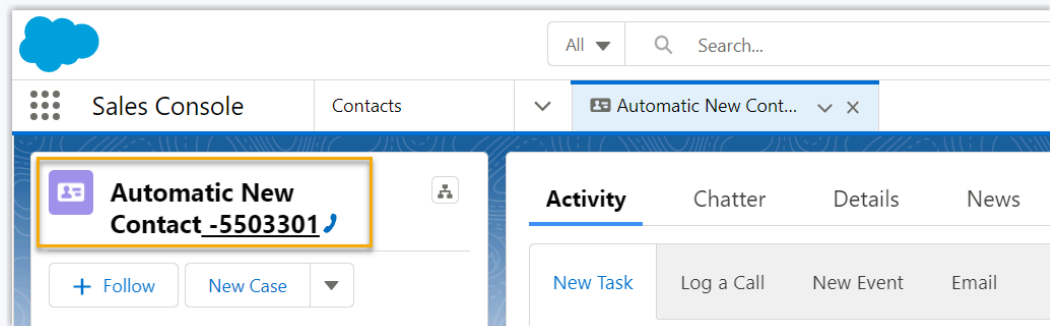 All Search...
Sales Console Contacts Automatic New Cont...
Automatic New
Contact -5503301
Activity Chatter Details News
+ Follow New Case
New Task Log a Call New Event Email